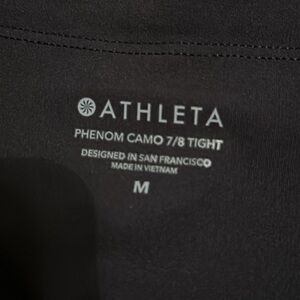 ATHLETA
PHENOM CAMO 7/8 TIGHT
DESIGNED IN SAN FRANCISCO
MADE IN VIETNAM
M